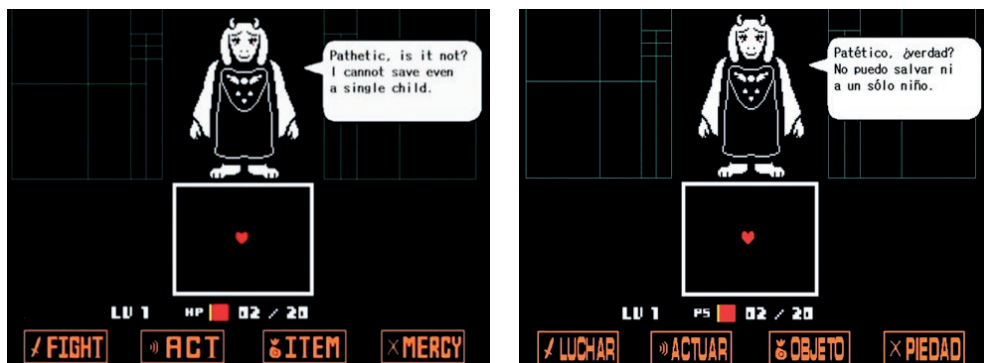 Pathetic, is it not?
I cannot save even
a single child.
LV 1 HP 02 / 20
FIGHT ACT ITEM MERCY
Patético, ¿verdad?
No puedo salvar ni
a un sólo niño.
LV 1 PS 02 / 20
LUCHAR ACTUAR OBJETO PIEDAD